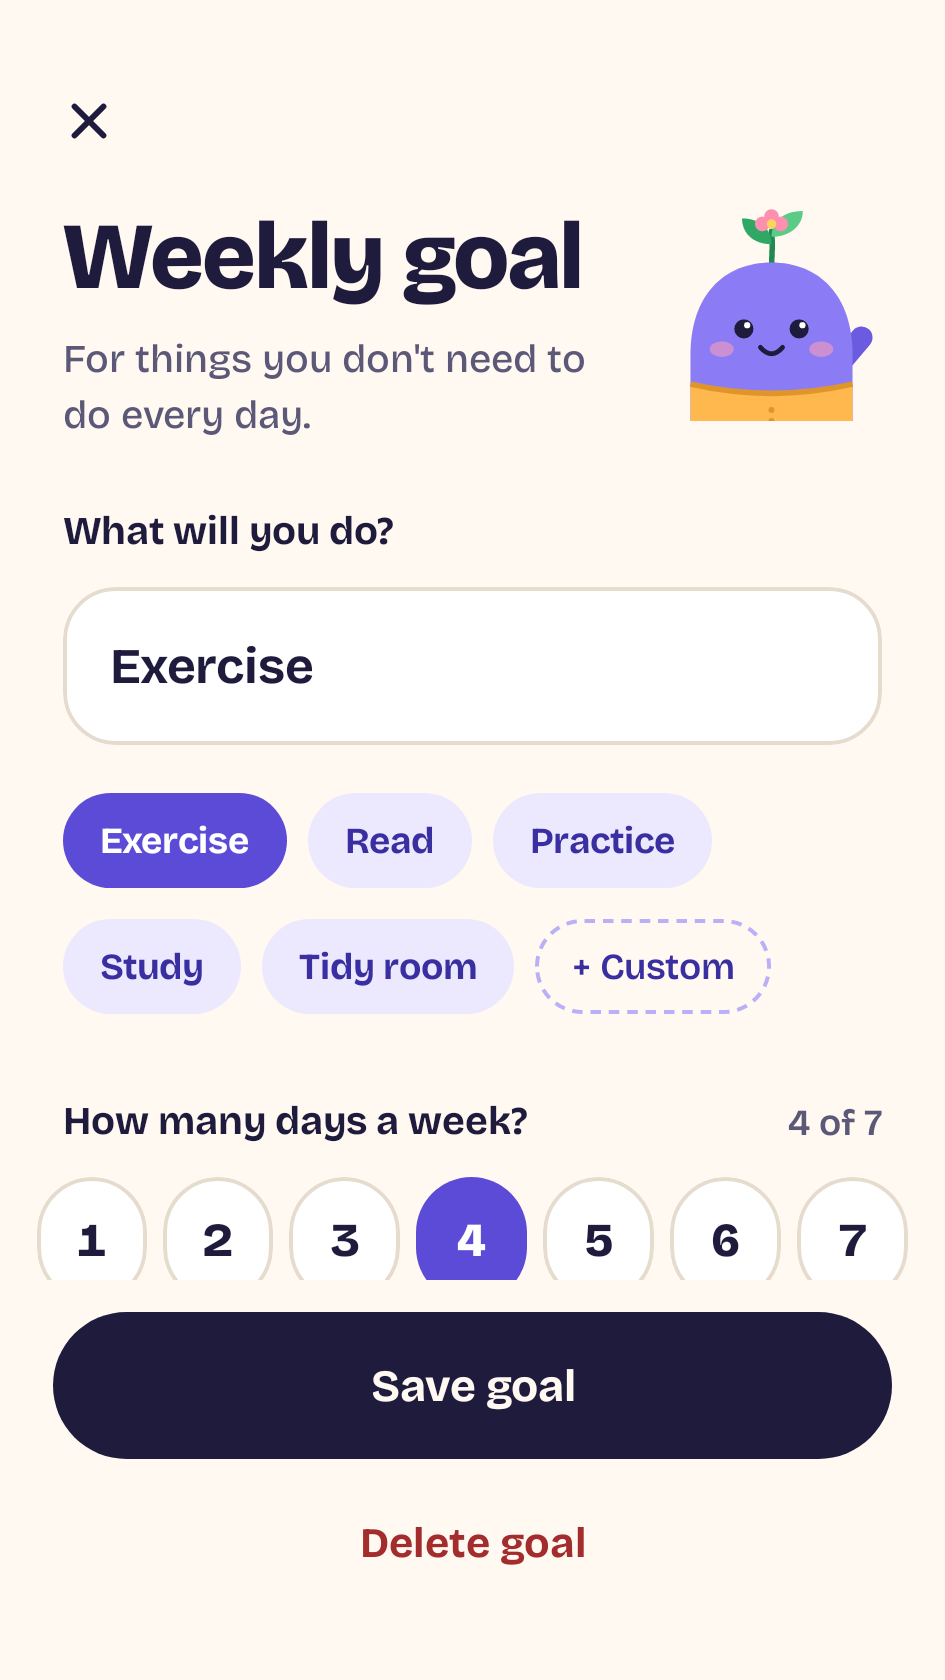 Weekly goal
For things you don't need to
do every day.
What will you do?
Exercise
Exercise Read Practice
Study Tidy room + Custom
How many days a week? 4 of 7
1 2 3 4 5 6 7
Save goal
Delete goal